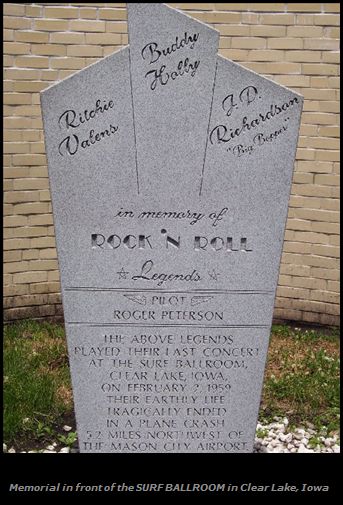 Buddy
Holly
Ritchie
Valens
J.D.
Richardson
"Big Bopper"
in memory of
ROCK 'N ROLL
Legends
PILOT
ROGER PETERSON
THE ABOVE LEGENDS
PLAYED THEIR LAST CONCERT
AT THE SURF BALLROOM,
CLEAR LAKE, IOWA,
ON FEBRUARY 2, 1959.
THEIR EARTHLY LIFE
TRAGICALLY ENDED
IN A PLANE CRASH
5.2 MILES NORTHWEST OF
THE MASON CITY AIRPORT.
Memorial in front of the SURF BALLROOM in Clear Lake, Iowa